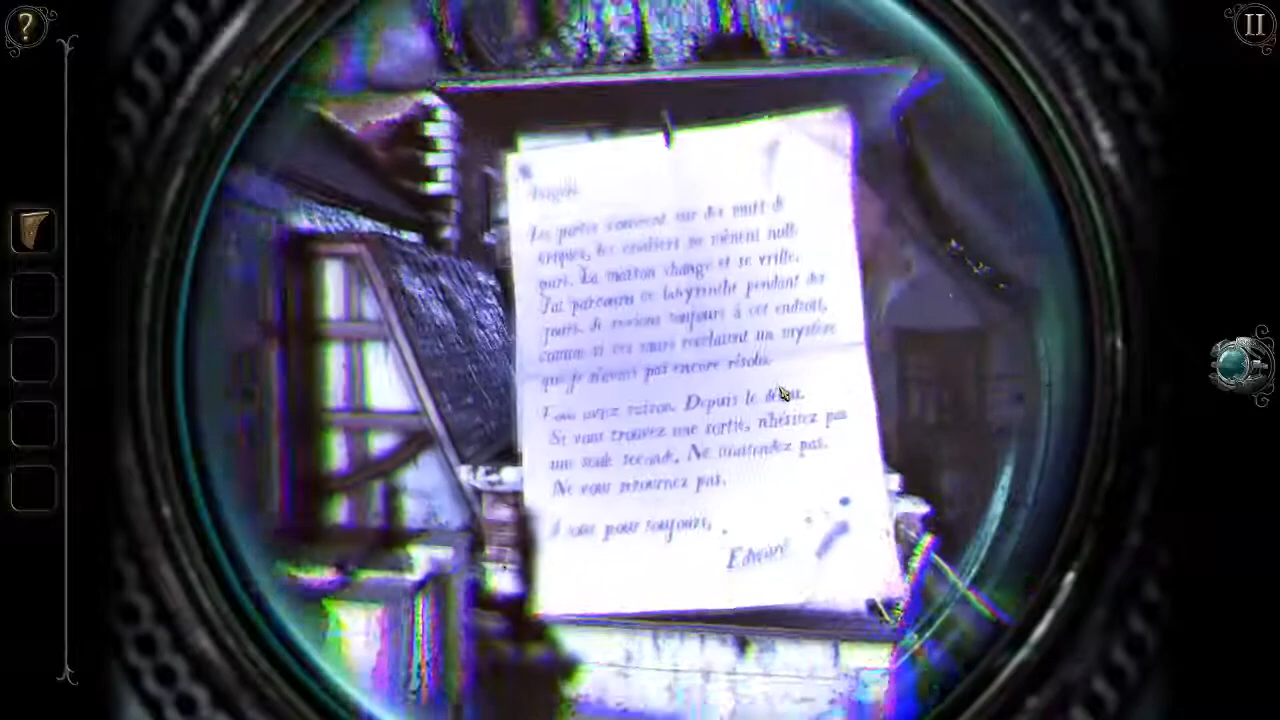 Les portes s'ouvrent sur des murs de
briques, les escaliers ne mènent nulle
part. La maison change et se vrille.
J'ai parcouru ce labyrinthe pendant des
jours. Je reviens toujours à cet endroit,
comme si ces murs recelaient un mystère
que je n'avais pas encore résolu.
Vous aviez raison. Depuis le début.
Si vous trouvez une sortie, n'hésitez pas
une seule seconde. Ne m'attendez pas.
Ne vous retournez pas.
À vous pour toujours,
Edward